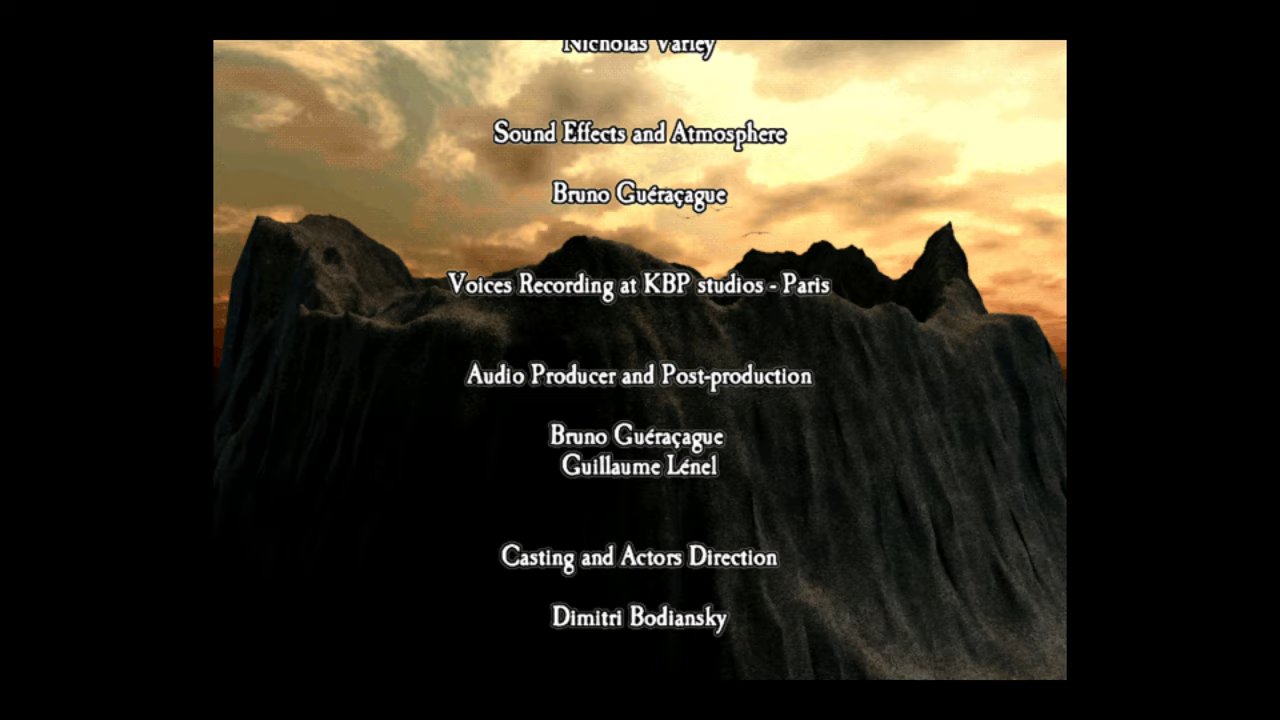 Nicholas Varley
Sound Effects and Atmosphere
Bruno Guéraçague
Voices Recording at KBP studios - Paris
Audio Producer and Post-production
Bruno Guéraçague
Guillaume Lénel
Casting and Actors Direction
Dimitri Bodiansky